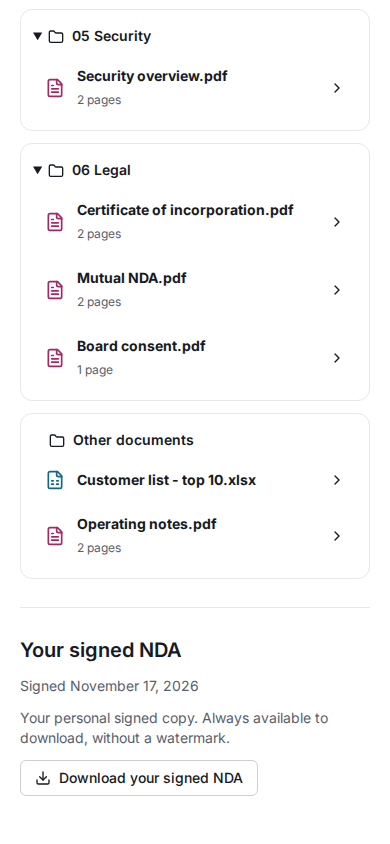 05 Security
Security overview.pdf
2 pages
06 Legal
Certificate of incorporation.pdf
2 pages
Mutual NDA.pdf
2 pages
Board consent.pdf
1 page
Other documents
Customer list - top 10.xlsx
Operating notes.pdf
2 pages
Your signed NDA
Signed November 17, 2026
Your personal signed copy. Always available to
download, without a watermark.
Download your signed NDA